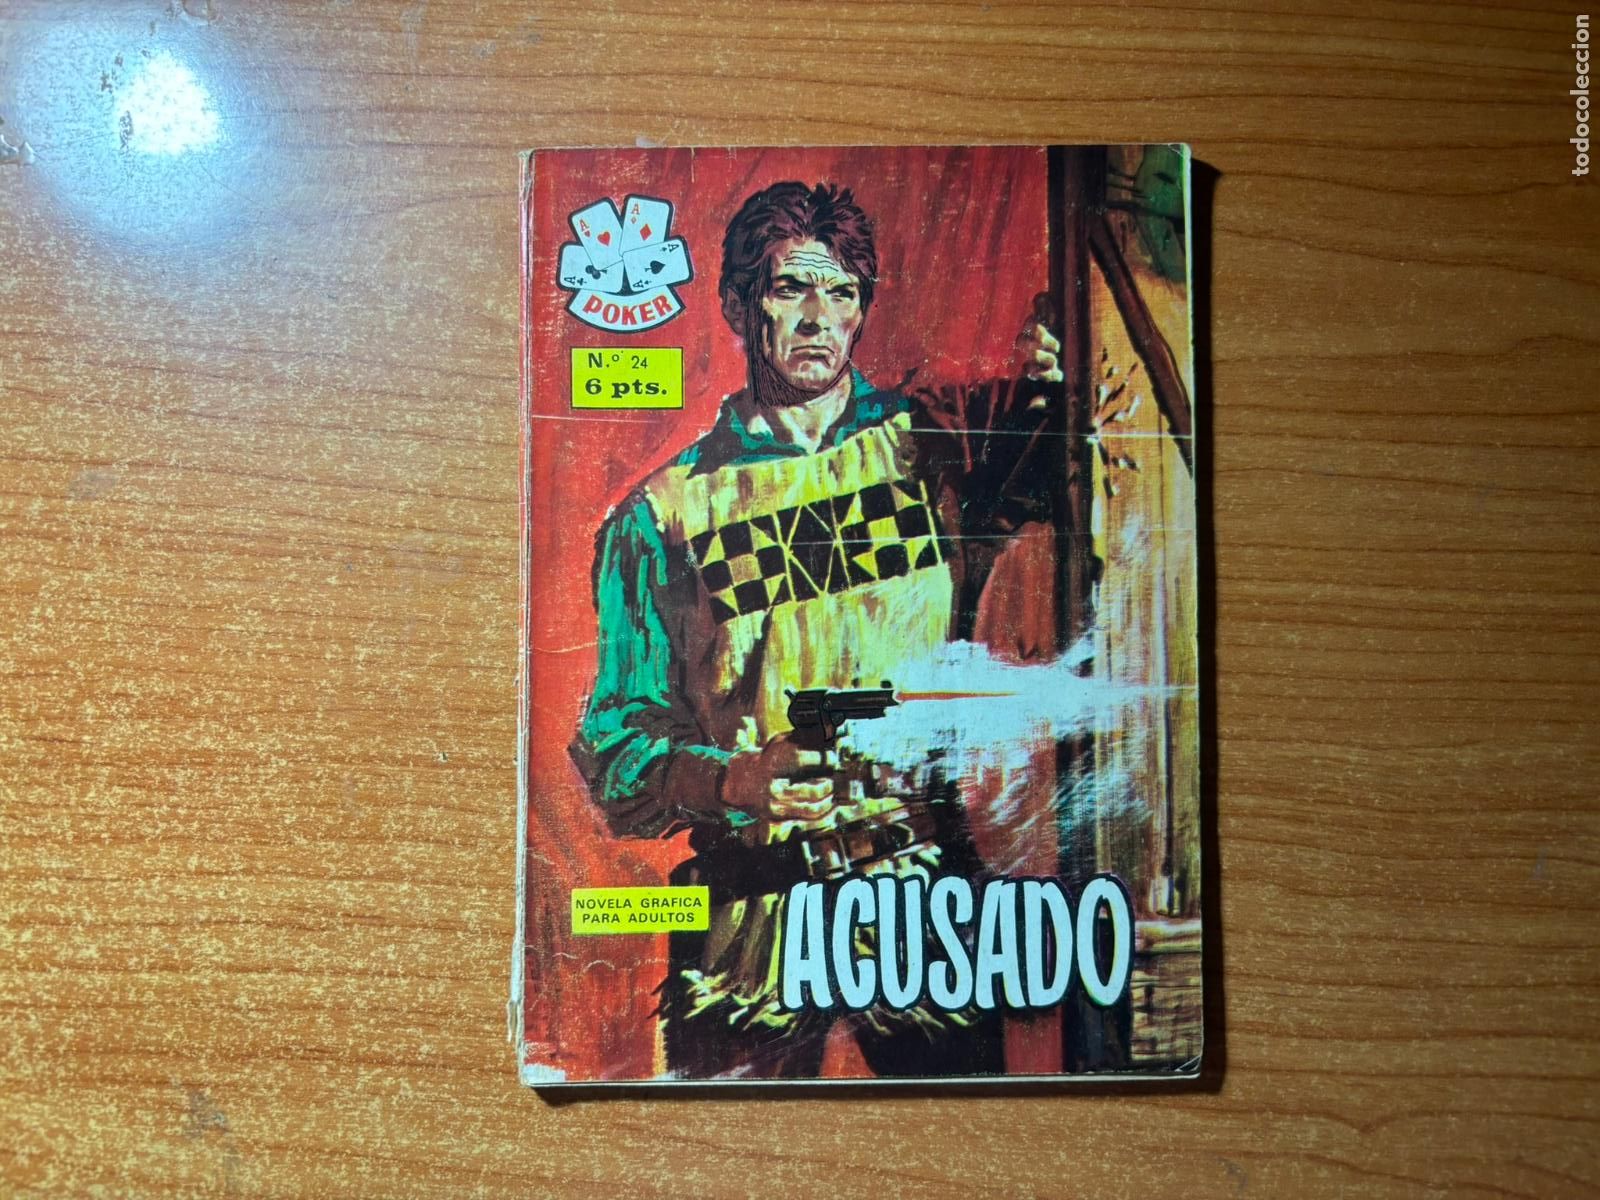 A
A
A
A
A
A
POKER
N.º 24
6 pts.
NOVELA GRAFICA
PARA ADULTOS
ACUSADO
todocoleccion